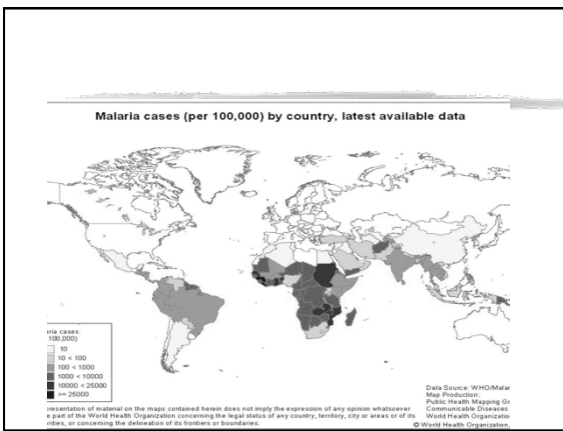 Malaria cases (per 100,000) by country, latest available data
aria cases
100,000)
10
10 < 100
100 < 1000
1000 < 10000
10000 < 25000
>= 25000
Data Source: WHO/Malar
Map Production:
Public Health Mapping Gr
Communicable Diseases
World Health Organizatio
© World Health Organization,
resentation of material on the maps contained herein does not imply the expression of any opinion whatsoever
e part of the World Health Organization concerning the legal status of any country, territory, city or areas or of its
rities, or concerning the delineation of its frontiers or boundaries.